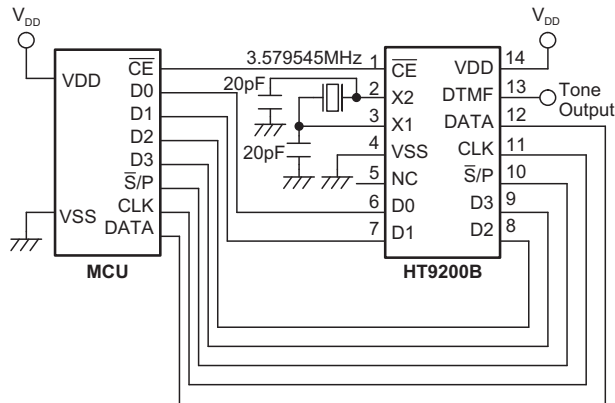 V_DD
VDD
CE
D0
D1
D2
D3
S/P
CLK
DATA
VSS
MCU
3.579545MHz
20pF
20pF
1
2
3
4
5
6
7
CE
X2
X1
VSS
NC
D0
D1
VDD
DTMF
DATA
CLK
S/P
D3
D2
14
13
12
11
10
9
8
HT9200B
V_DD
Tone
Output